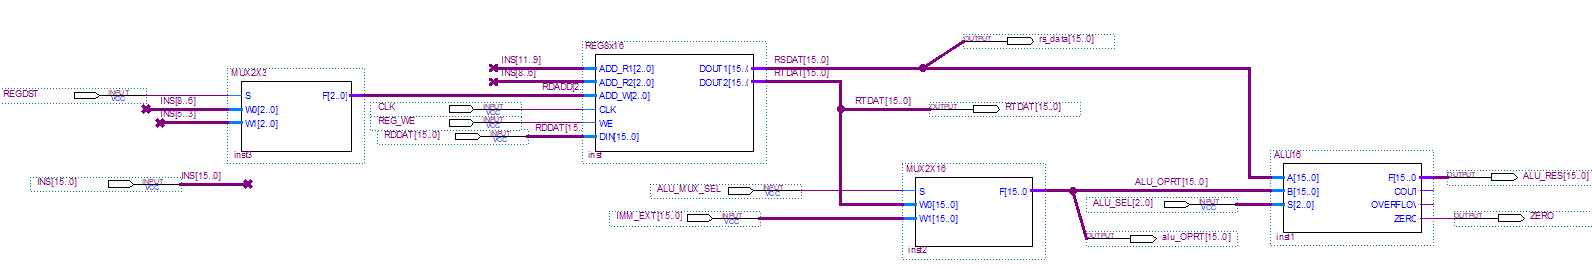 REGDST
INPUT
VCC
INS[8..6]
INS[5..3]
MUX2X3
S
W0[2..0]
W1[2..0]
F[2..0]
inst3
INS[15..0]
INPUT
VCC
INS[15..0]
INS[11..9]
INS[8..6]
RDADD[2.
CLK
INPUT
VCC
REG_WE
INPUT
VCC
RDDAT[15..0]
INPUT
VCC
RDDAT[15..
REG8x16
ADD_R1[2..0]
ADD_R2[2..0]
ADD_W[2..0]
CLK
WE
DIN[15..0]
DOUT1[15..
DOUT2[15..
inst
RSDAT[15..0]
RTDAT[15..0]
OUTPUT
rs_data[15..0]
RTDAT[15..0]
OUTPUT
RTDAT[15..0]
ALU_MUX_SEL
INPUT
VCC
IMM_EXT[15..0]
INPUT
VCC
MUX2X16
S
W0[15..0]
W1[15..0]
F[15..0
inst2
ALU_OPRT[15..0]
ALU_SEL[2..0]
INPUT
VCC
OUTPUT
alu_OPRT[15..0]
ALU16
A[15..0]
B[15..0]
S[2..0]
F[15..0
COUT
OVERFLOW
ZERO
inst1
OUTPUT
ALU_RES[15..0]
OUTPUT
ZERO